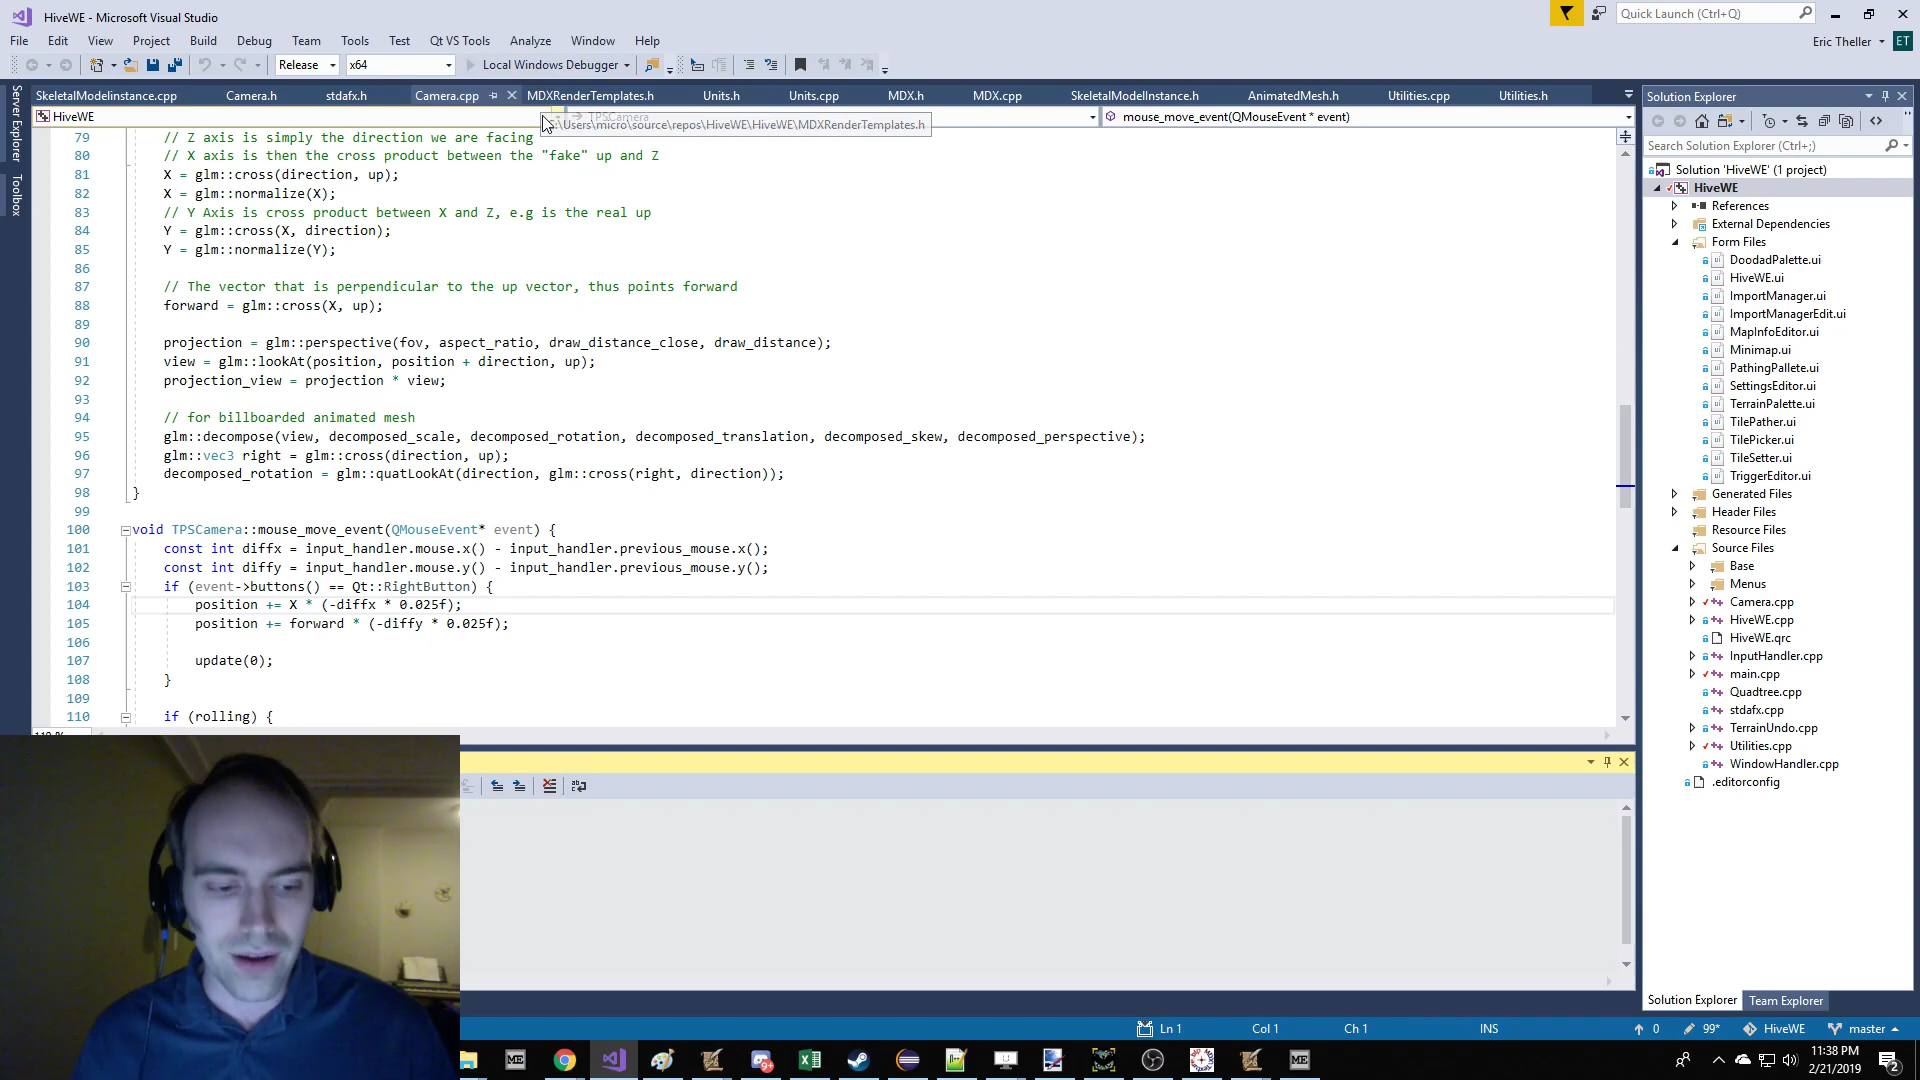 HiveWE - Microsoft Visual Studio
Quick Launch (Ctrl+Q)
File Edit View Project Build Debug Team Tools Test Qt VS Tools Analyze Window Help
Eric Theller ET
Release x64 Local Windows Debugger
SkeletalModelinstance.cpp Camera.h stdafx.h Camera.cpp MDXRenderTemplates.h Units.h Units.cpp MDX.h MDX.cpp SkeletalModelInstance.h AnimatedMesh.h Utilities.cpp Utilities.h
HiveWE TPSCamera mouse_move_event(QMouseEvent * event)
:\Users\micro\source\repos\HiveWE\HiveWE\MDXRenderTemplates.h
79 // Z axis is simply the direction we are facing
80 // X axis is then the cross product between the "fake" up and Z
81 X = glm::cross(direction, up);
82 X = glm::normalize(X);
83 // Y Axis is cross product between X and Z, e.g is the real up
84 Y = glm::cross(X, direction);
85 Y = glm::normalize(Y);
86
87 // The vector that is perpendicular to the up vector, thus points forward
88 forward = glm::cross(X, up);
89
90 projection = glm::perspective(fov, aspect_ratio, draw_distance_close, draw_distance);
91 view = glm::lookAt(position, position + direction, up);
92 projection_view = projection * view;
93
94 // for billboarded animated mesh
95 glm::decompose(view, decomposed_scale, decomposed_rotation, decomposed_translation, decomposed_skew, decomposed_perspective);
96 glm::vec3 right = glm::cross(direction, up);
97 decomposed_rotation = glm::quatLookAt(direction, glm::cross(right, direction));
98 }
99
100 void TPSCamera::mouse_move_event(QMouseEvent* event) {
101 const int diffx = input_handler.mouse.x() - input_handler.previous_mouse.x();
102 const int diffy = input_handler.mouse.y() - input_handler.previous_mouse.y();
103 if (event->buttons() == Qt::RightButton) {
104 position += X * (-diffx * 0.025f);
105 position += forward * (-diffy * 0.025f);
106
107 update(0);
108 }
109
110 if (rolling) {
Server Explorer
Toolbox
Solution Explorer
Search Solution Explorer (Ctrl+;)
Solution 'HiveWE' (1 project)
HiveWE
References
External Dependencies
Form Files
DoodadPalette.ui
HiveWE.ui
ImportManager.ui
ImportManagerEdit.ui
MapInfoEditor.ui
Minimap.ui
PathingPallete.ui
SettingsEditor.ui
TerrainPalette.ui
TilePather.ui
TilePicker.ui
TileSetter.ui
TriggerEditor.ui
Generated Files
Header Files
Resource Files
Source Files
Base
Menus
Camera.cpp
HiveWE.cpp
HiveWE.qrc
InputHandler.cpp
main.cpp
Quadtree.cpp
stdafx.cpp
TerrainUndo.cpp
Utilities.cpp
WindowHandler.cpp
.editorconfig
Solution Explorer Team Explorer
Ln 1 Col 1 Ch 1 INS 0 99* HiveWE master
ME ME
11:38 PM
2/21/2019
2